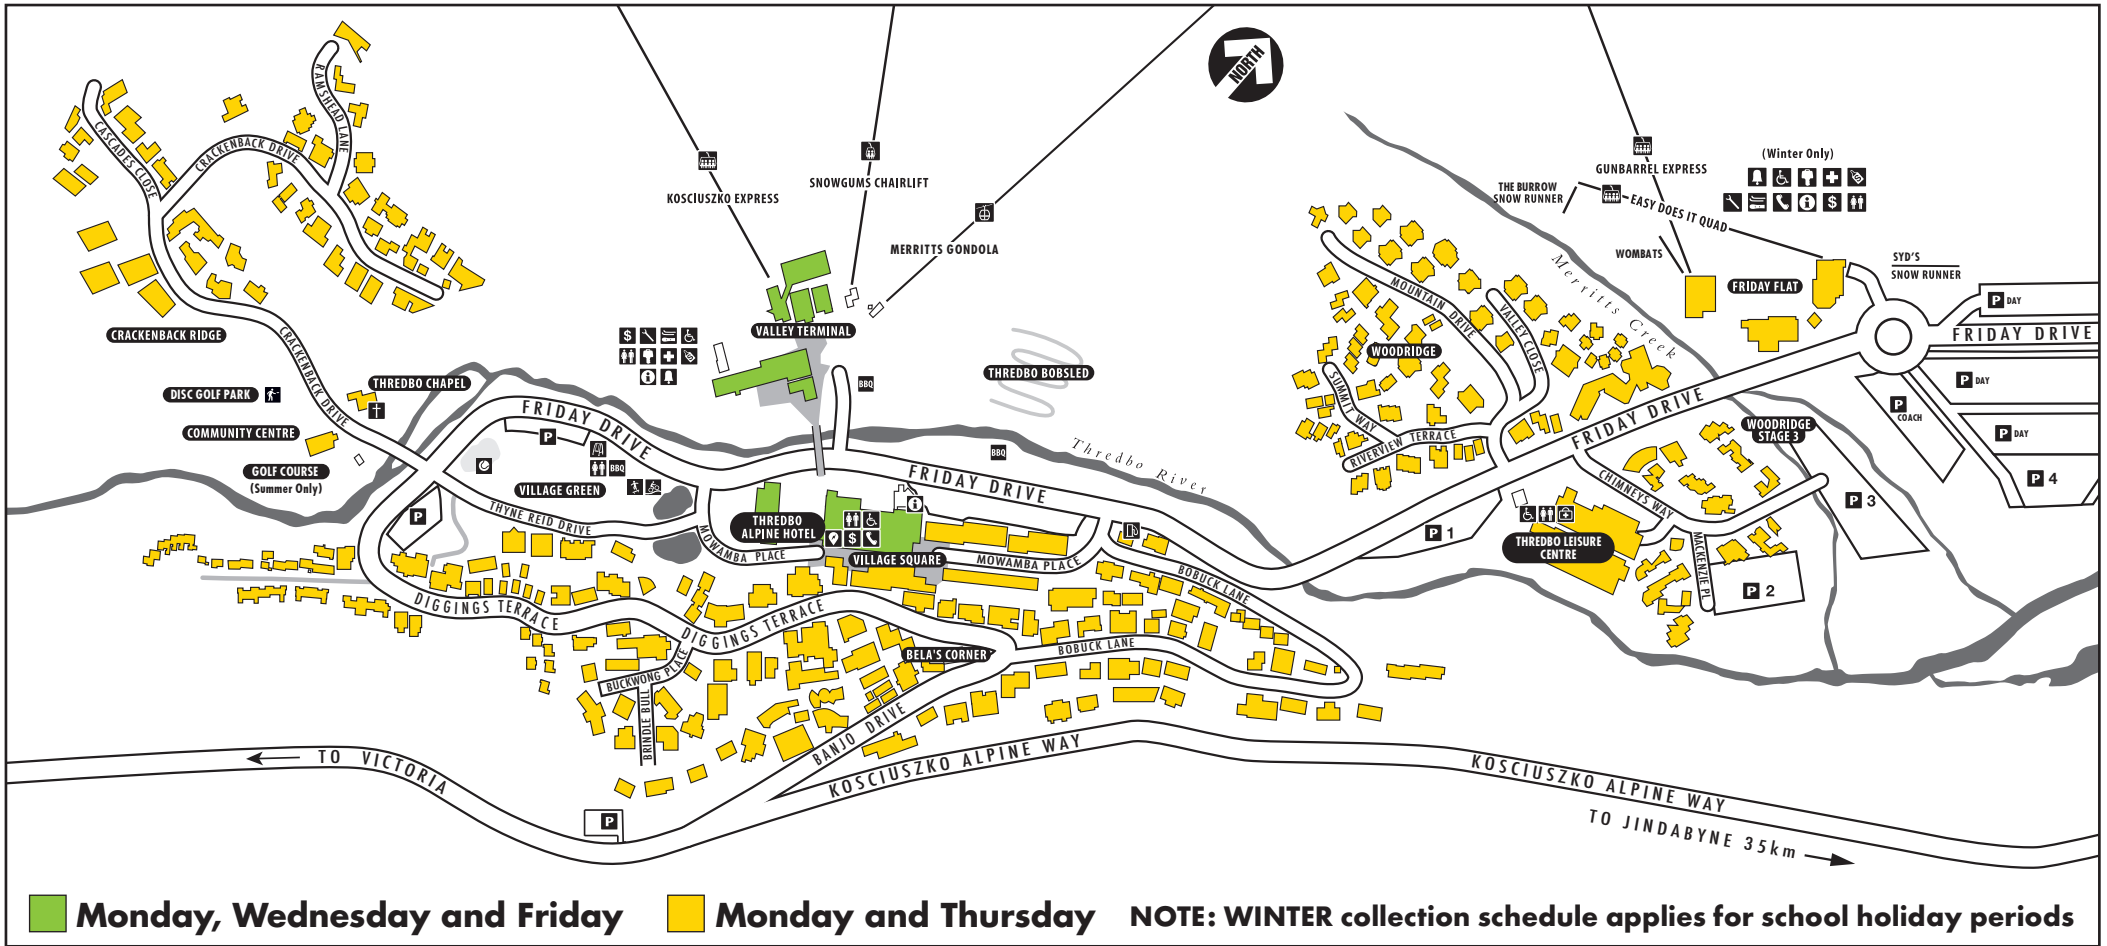 NORTH
RAMSHEAD LANE
CASCADES CLOSE
CRACKENBACK DRIVE
KOSCIUSZKO EXPRESS
SNOWGUMS CHAIRLIFT
MERRITTS GONDOLA
GUNBARREL EXPRESS
(Winter Only)
THE BURROW
SNOW RUNNER
EASY DOES IT QUAD
WOMBATS
SYD'S
SNOW RUNNER
FRIDAY FLAT
Merritts Creek
P DAY
FRIDAY DRIVE
P DAY
P
COACH
P DAY
P 4
P 3
CRACKENBACK RIDGE
CRACKENBACK DRIVE
DISC GOLF PARK
THREDBO CHAPEL
COMMUNITY CENTRE
GOLF COURSE
(Summer Only)
VALLEY TERMINAL
$
i
BBQ
THREDBO BOBSLED
BBQ
Thredbo River
MOUNTAIN DRIVE
VALLEY CLOSE
WOODRIDGE
SUMMIT WAY
RIVERVIEW TERRACE
FRIDAY DRIVE
WOODRIDGE
STAGE 3
CHIMNEYS WAY
MACKENZIE PL
P 2
P 1
THREDBO LEISURE
CENTRE
FRIDAY DRIVE
P
BBQ
VILLAGE GREEN
P
THYNE REID DRIVE
MOWAMBA PLACE
THREDBO
ALPINE HOTEL
$
i
FRIDAY DRIVE
VILLAGE SQUARE
MOWAMBA PLACE
BOBUCK LANE
DIGGINGS TERRACE
DIGGINGS TERRACE
BUCKWONG PLACE
BRINDLE BULL
BELA'S CORNER
BOBUCK LANE
BANJO DRIVE
KOSCIUSZKO ALPINE WAY
KOSCIUSZKO ALPINE WAY
TO VICTORIA
P
TO JINDABYNE 35km
i
$
Monday, Wednesday and Friday
Monday and Thursday
NOTE: WINTER collection schedule applies for school holiday periods